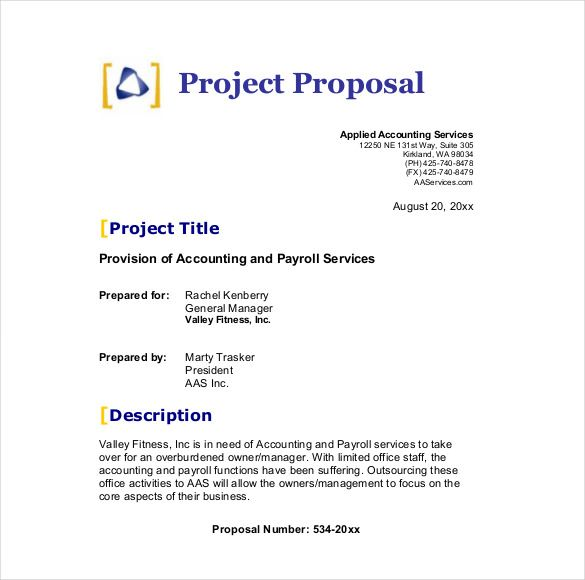 Project Proposal
Applied Accounting Services
12250 NE 131st Way, Suite 305
Kirkland, WA 98034
(PH) 425-740-8478
(FX) 425-740-8479
AAServices.com
August 20, 20xx
[Project Title
Provision of Accounting and Payroll Services
Prepared for: Rachel Kenberry
General Manager
Valley Fitness, Inc.
Prepared by: Marty Trasker
President
AAS Inc.
[Description
Valley Fitness, Inc is in need of Accounting and Payroll services to take
over for an overburdened owner/manager. With limited office staff, the
accounting and payroll functions have been suffering. Outsourcing these
office activities to AAS will allow the owners/management to focus on the
core aspects of their business.
Proposal Number: 534-20xx